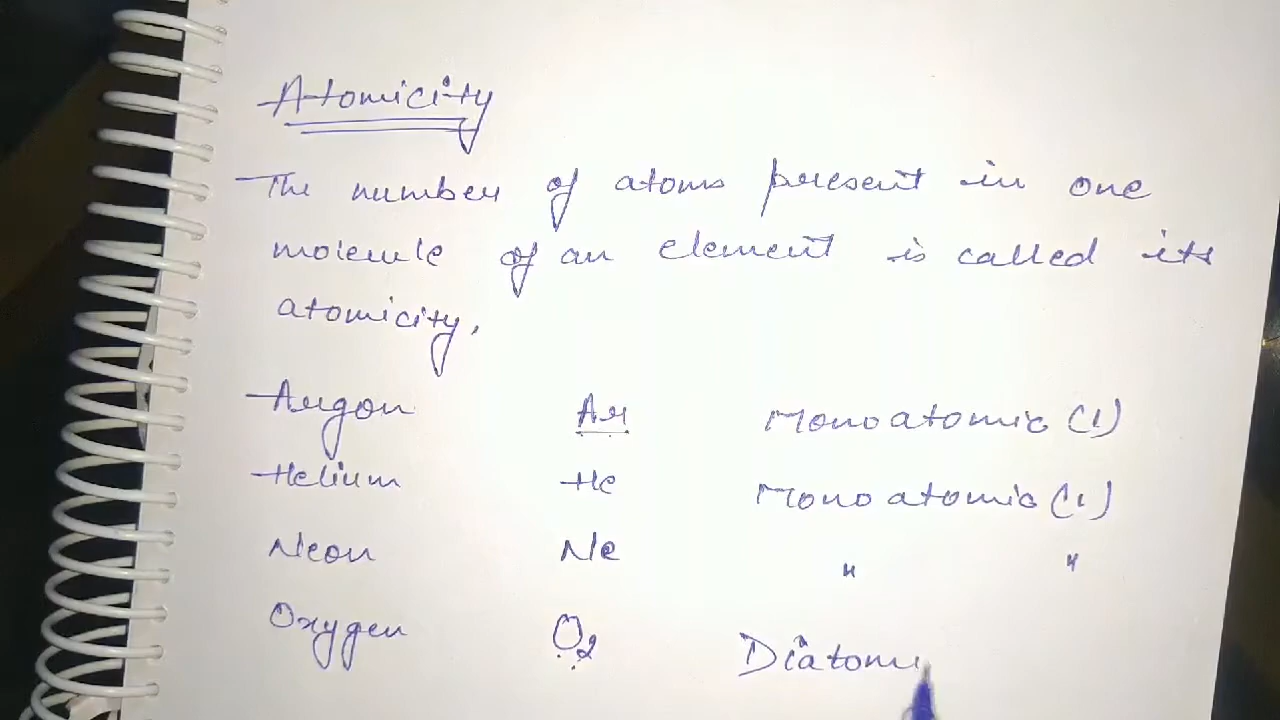 Atomicity
The number of atoms present in one
molecule of an element is called its
atomicity.
Argon Ar Monoatomic (1)
Helium He Monoatomic (1)
Neon Ne " "
Oxygen O₂ Diatomi